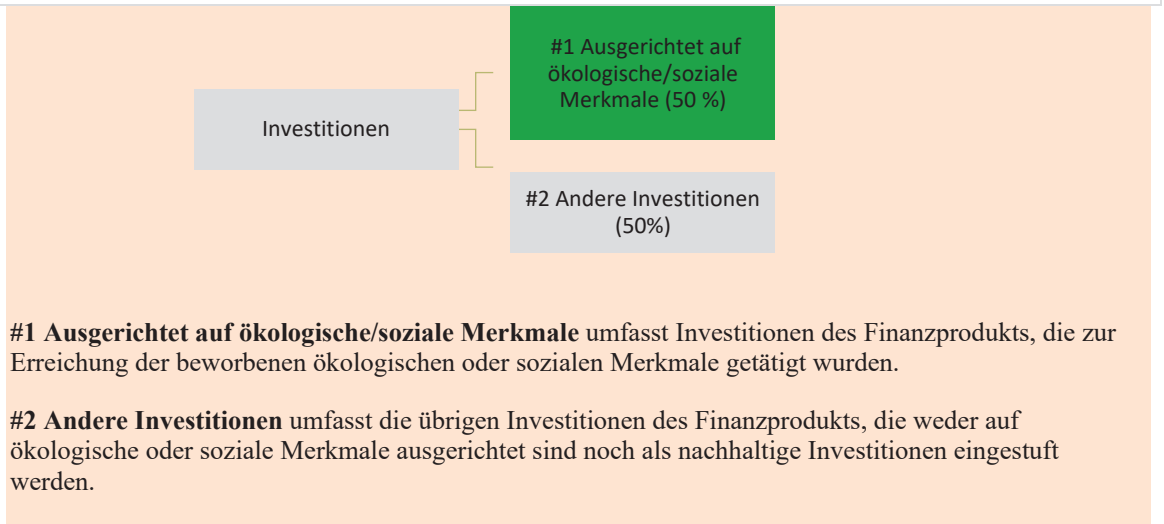 #1 Ausgerichtet auf
ökologische/soziale
Merkmale (50 %)
Investitionen
#2 Andere Investitionen
(50%)
#1 Ausgerichtet auf ökologische/soziale Merkmale umfasst Investitionen des Finanzprodukts, die zur
Erreichung der beworbenen ökologischen oder sozialen Merkmale getätigt wurden.
#2 Andere Investitionen umfasst die übrigen Investitionen des Finanzprodukts, die weder auf
ökologische oder soziale Merkmale ausgerichtet sind noch als nachhaltige Investitionen eingestuft
werden.